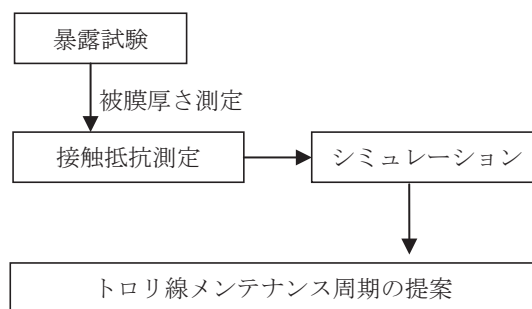 暴露試験
被膜厚さ測定
接触抵抗測定
シミュレーション
トロリ線メンテナンス周期の提案